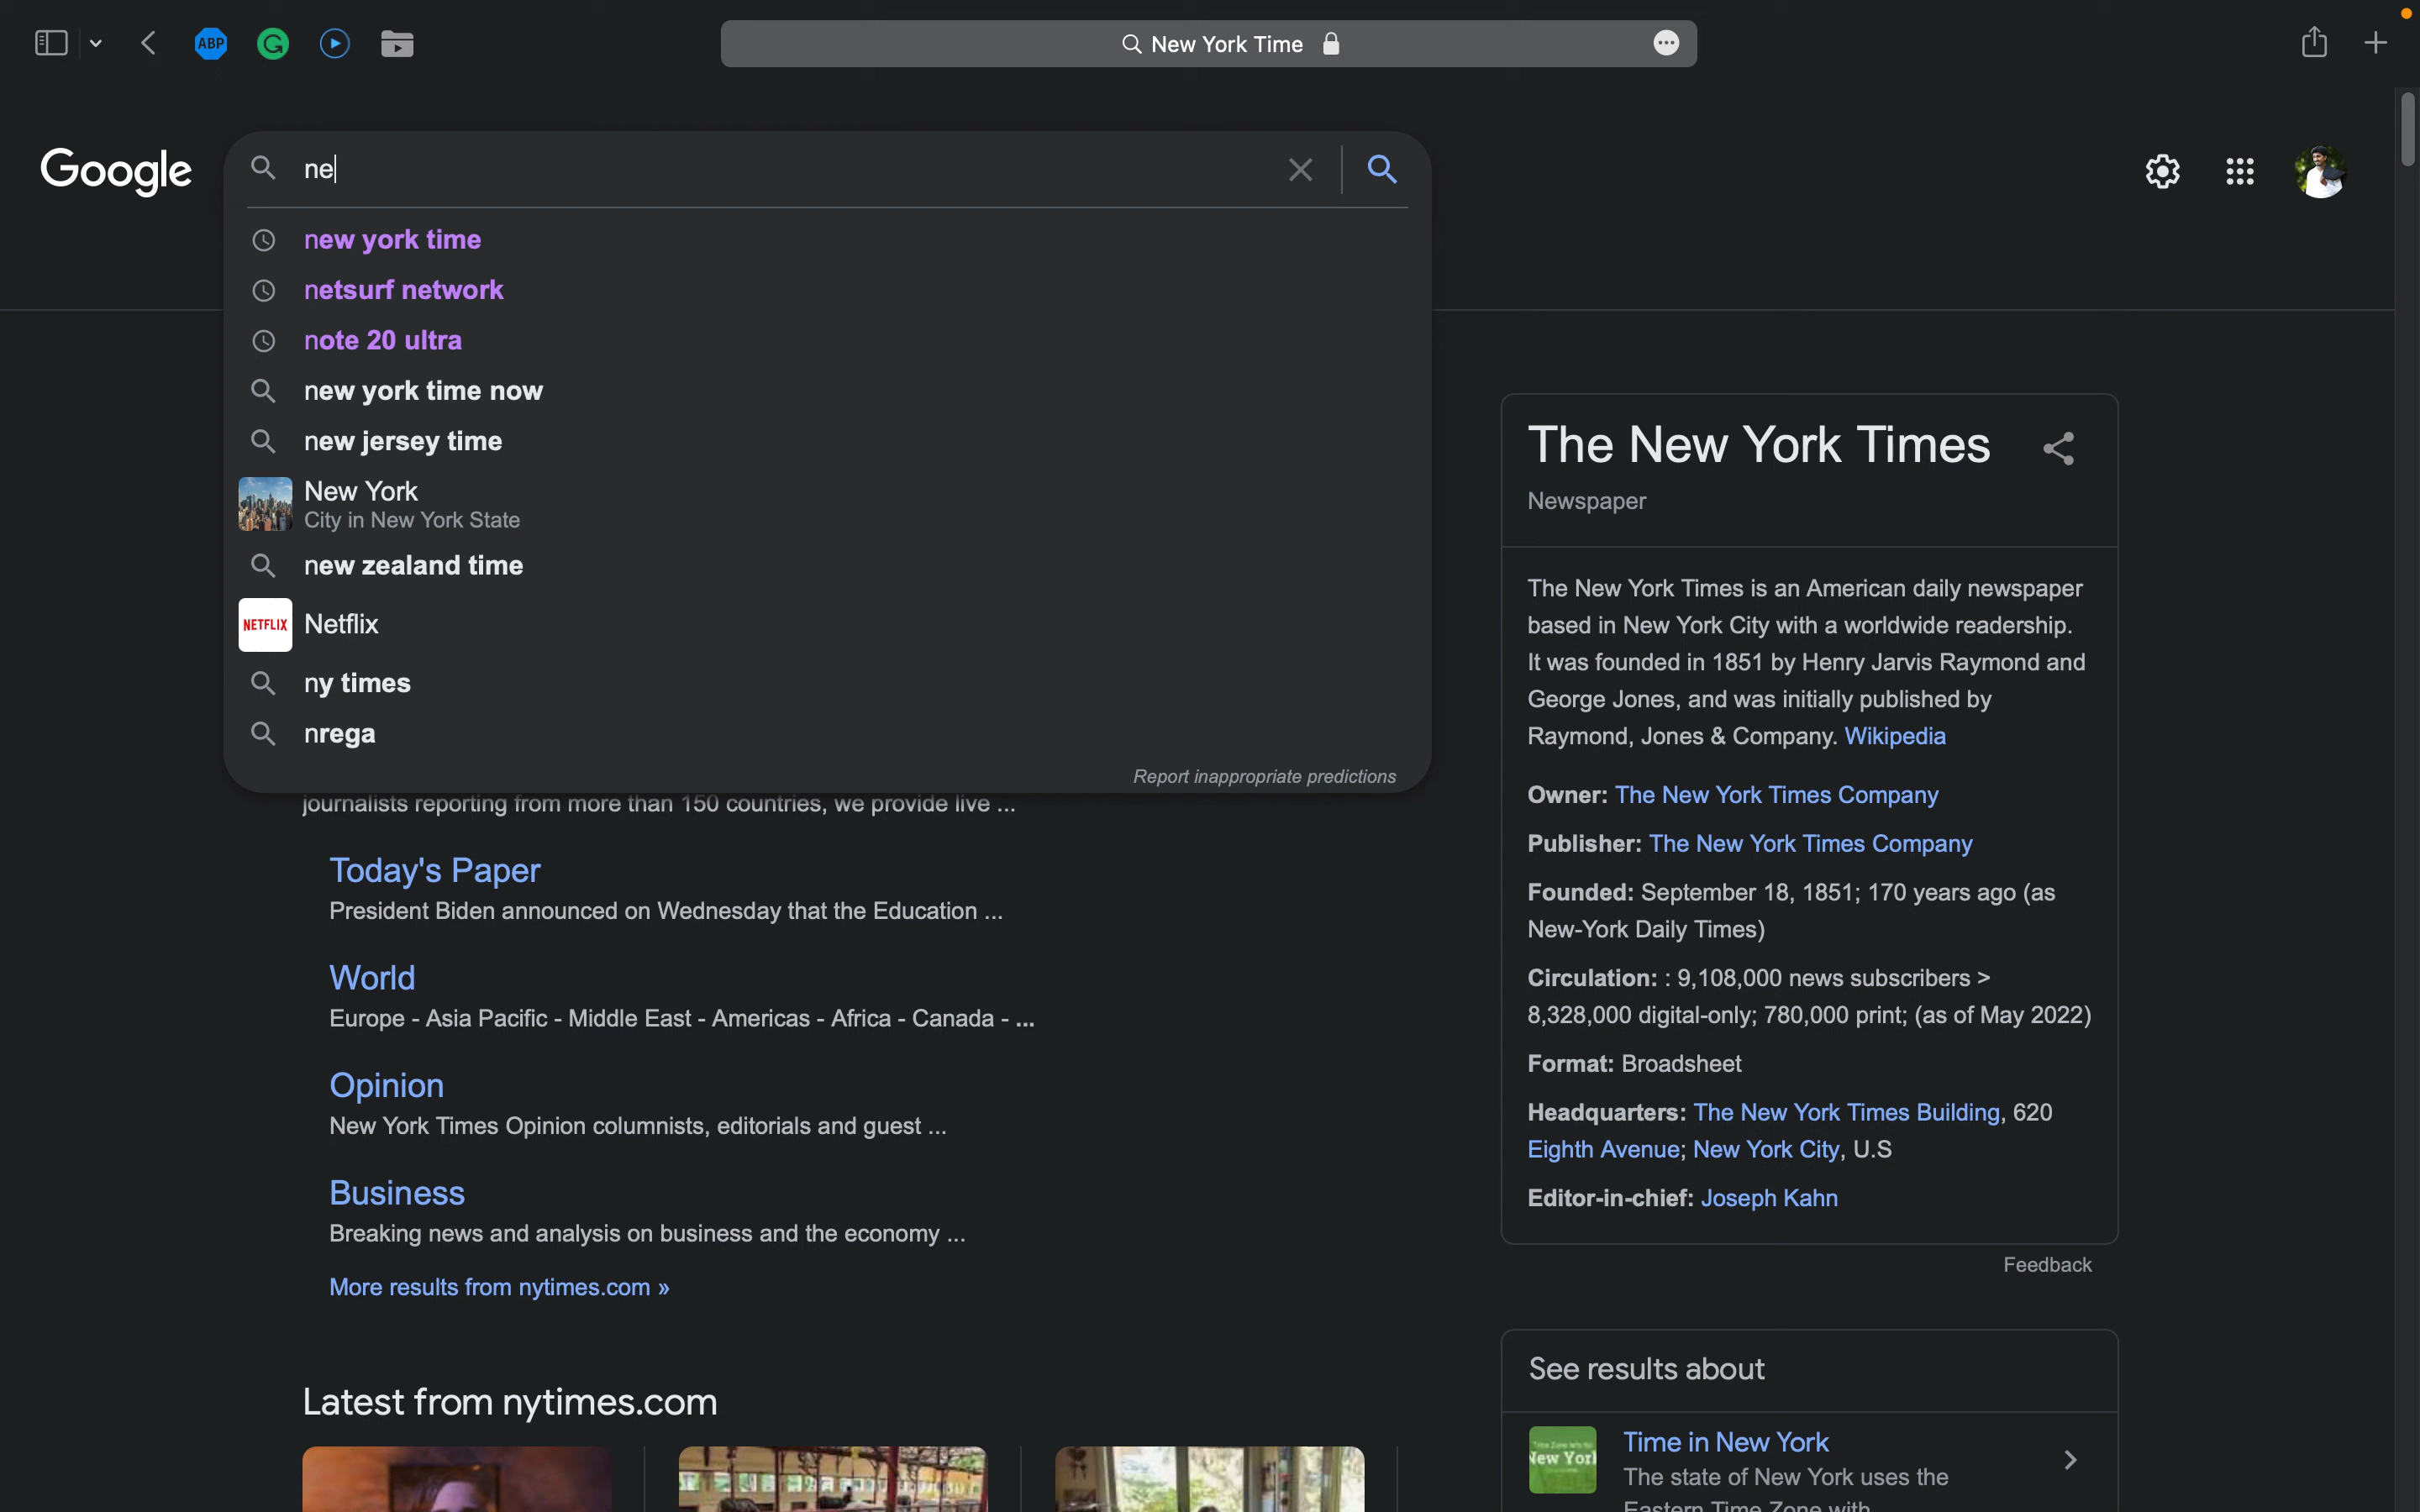 ABP
G
New York Time
Google
ne
new york time
netsurf network
note 20 ultra
new york time now
new jersey time
New York
City in New York State
new zealand time
NETFLIX
Netflix
ny times
nrega
Report inappropriate predictions
journalists reporting from more than 150 countries, we provide live ...
Today's Paper
President Biden announced on Wednesday that the Education ...
World
Europe - Asia Pacific - Middle East - Americas - Africa - Canada - ...
Opinion
New York Times Opinion columnists, editorials and guest ...
Business
Breaking news and analysis on business and the economy ...
More results from nytimes.com »
Latest from nytimes.com
The New York Times
Newspaper
The New York Times is an American daily newspaper
based in New York City with a worldwide readership.
It was founded in 1851 by Henry Jarvis Raymond and
George Jones, and was initially published by
Raymond, Jones & Company. Wikipedia
Owner: The New York Times Company
Publisher: The New York Times Company
Founded: September 18, 1851; 170 years ago (as
New-York Daily Times)
Circulation: : 9,108,000 news subscribers >
8,328,000 digital-only; 780,000 print; (as of May 2022)
Format: Broadsheet
Headquarters: The New York Times Building, 620
Eighth Avenue; New York City, U.S
Editor-in-chief: Joseph Kahn
Feedback
See results about
New York
Time in New York
The state of New York uses the
Eastern Time Zone with